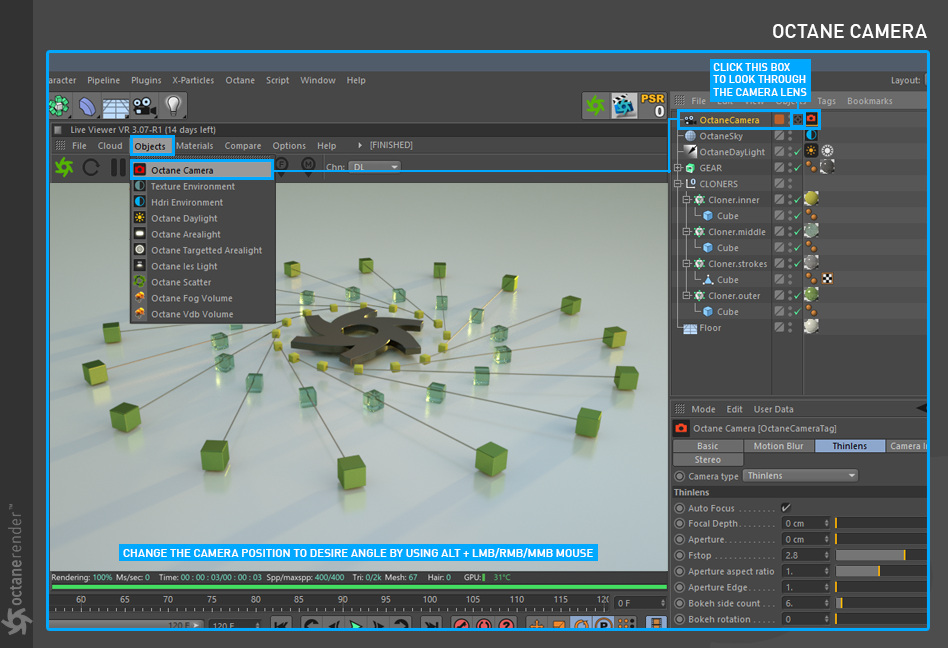 OCTANE CAMERA
CLICK THIS BOX
TO LOOK THROUGH
THE CAMERA LENS
aracter Pipeline Plugins X-Particles Octane Script Window Help
Layout:
PSR
0
File Edit View Objects Tags Bookmarks
Live Viewer VR 3.07-R1 (14 days left)
File Cloud Objects Materials Compare Options Help [FINISHED]
Chn: DL
Octane Camera
Texture Environment
Hdri Environment
Octane Daylight
Octane Arealight
Octane Targetted Arealight
Octane Ies Light
Octane Scatter
Octane Fog Volume
Octane Vdb Volume
OctaneCamera
OctaneSky
OctaneDayLight
GEAR
CLONERS
Cloner.inner
Cube
Cloner.middle
Cube
Cloner.strokes
Cube
Cloner.outer
Cube
Floor
Mode Edit User Data
Octane Camera [OctaneCameraTag]
Basic Motion Blur Thinlens Camera
Stereo
Camera type Thinlens
Thinlens
Auto Focus
Focal Depth 0 cm
Aperture 0 cm
Fstop 2.8
Aperture aspect ratio 1.
Aperture Edge 1.
Bokeh side count 6.
Bokeh rotation 0
CHANGE THE CAMERA POSITION TO DESIRE ANGLE BY USING ALT + LMB/RMB/MMB MOUSE
Rendering: 100% Ms/sec: 0 Time: 00 : 00 : 03/00 : 00 : 03 Spp/maxspp: 400/400 Tri: 0/2k Mesh: 67 Hair: 0 GPU: 31°C
60 65 70 75 80 85 90 95 100 105 110 115 120 0 F
120 F 120 F
octanerender™